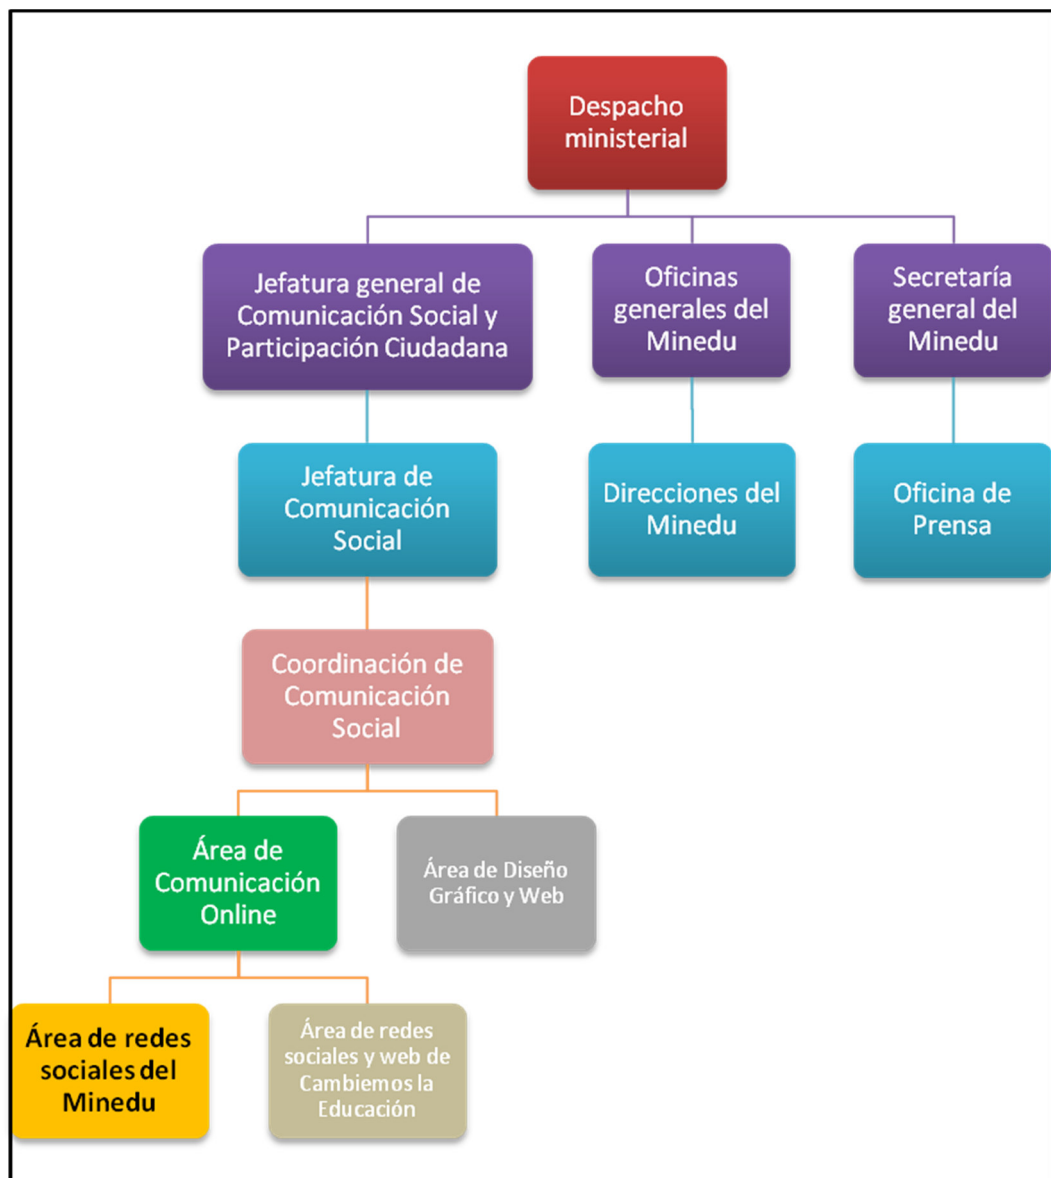 Despacho
ministerial
Jefatura general de
Comunicación Social y
Participación Ciudadana
Oficinas
generales del
Minedu
Secretaría
general del
Minedu
Jefatura de
Comunicación
Social
Direcciones del
Minedu
Oficina de
Prensa
Coordinación de
Comunicación
Social
Área de
Comunicación
Online
Área de Diseño
Gráfico y Web
Área de redes
sociales del
Minedu
Área de redes
sociales y web de
Cambiemos la
Educación